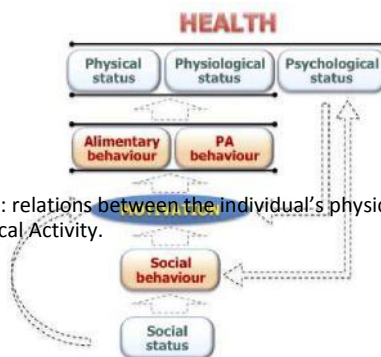 HEALTH
Physical status
Physiological status
Psychological status
Alimentary behaviour
PA behaviour
: relations between the individual's physic
cal Activity.
Social behaviour
Social status